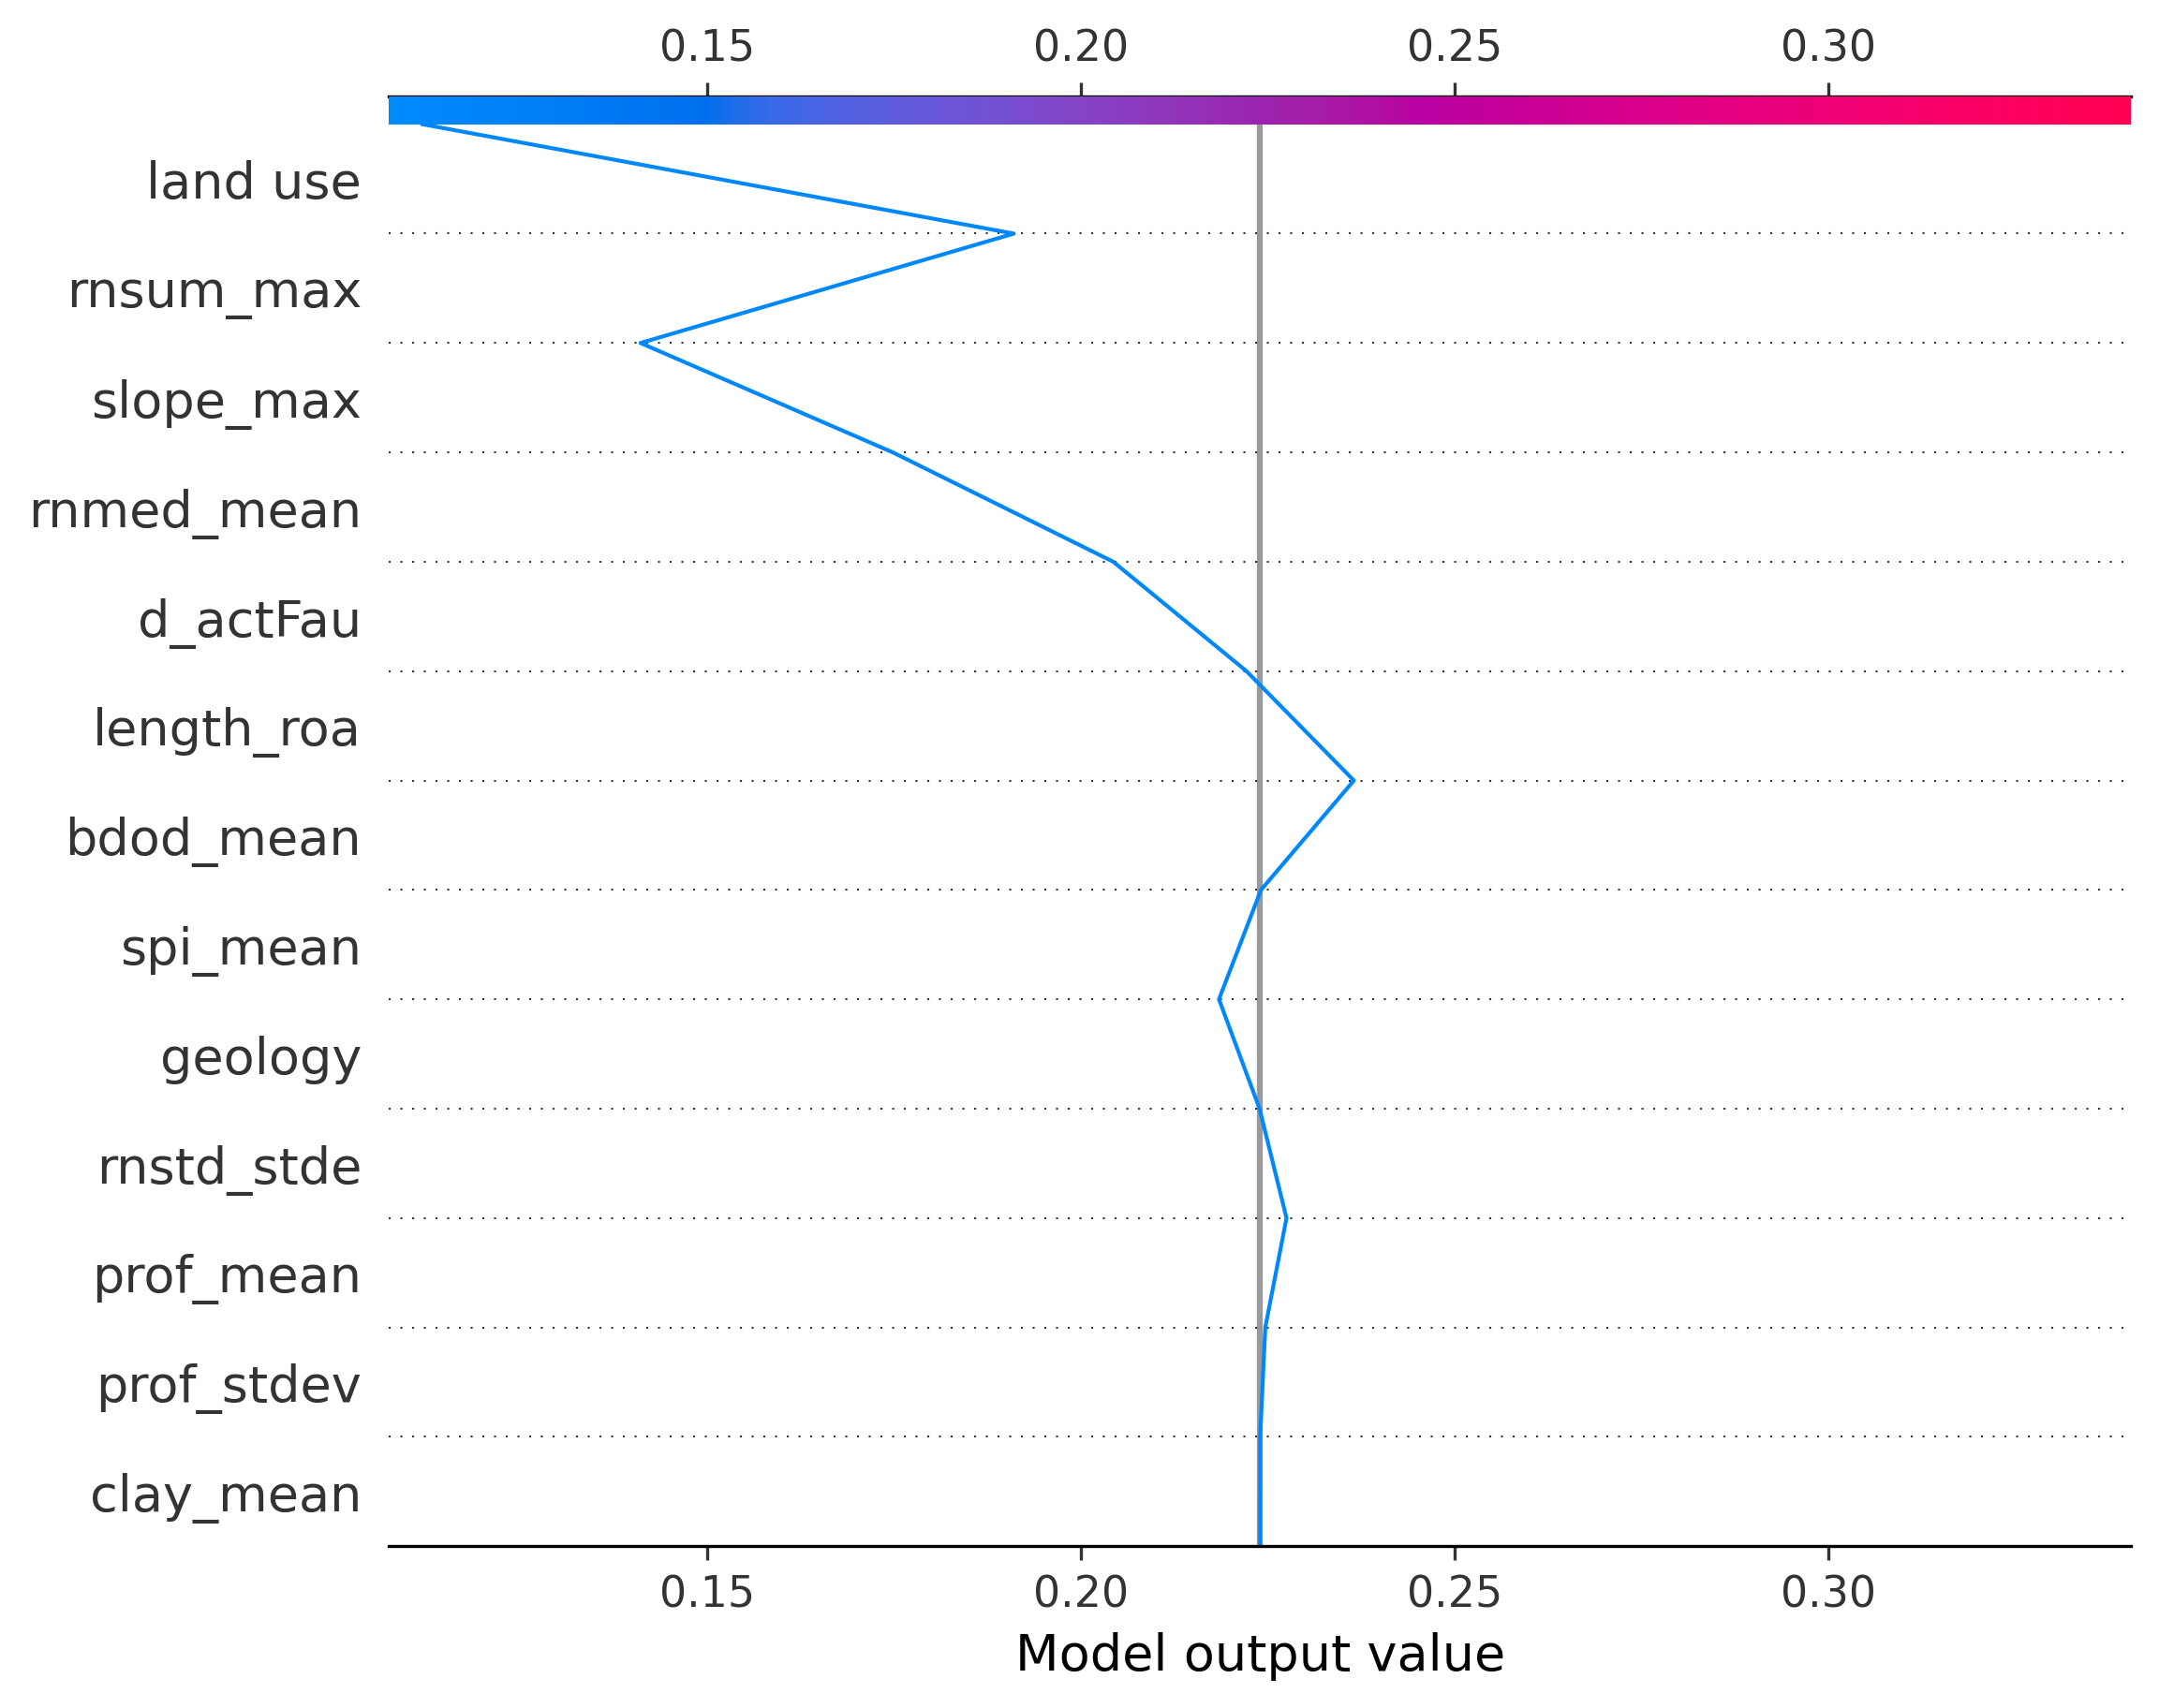 0.15 0.20 0.25 0.30
land use
rnsum_max
slope_max
rnmed_mean
d_actFau
length_roa
bdod_mean
spi_mean
geology
rnstd_stde
prof_mean
prof_stdev
clay_mean
0.15 0.20 0.25 0.30
Model output value